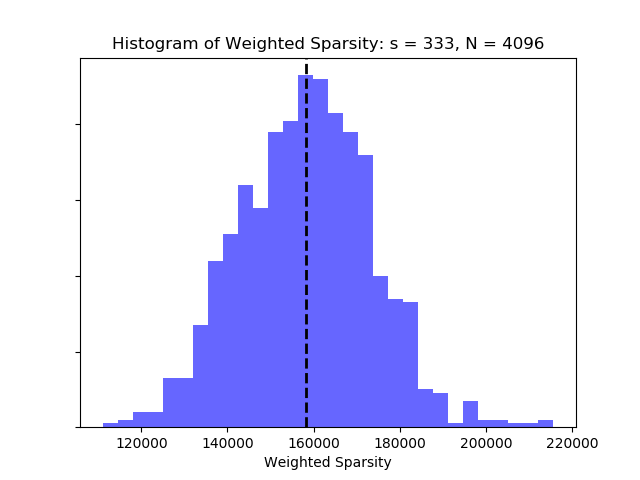 Histogram of Weighted Sparsity: s = 333, N = 4096
120000 140000 160000 180000 200000 220000
Weighted Sparsity